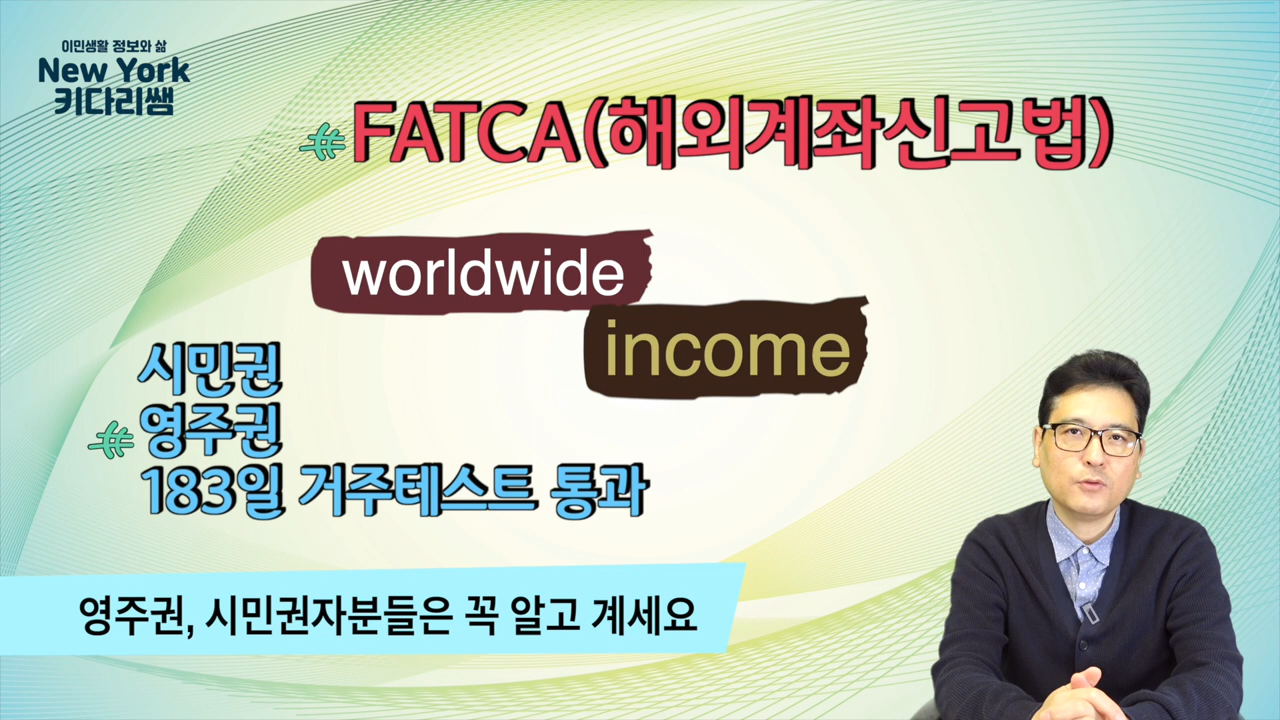 이민생활 정보와 삶
New York
키다리쌤
#FATCA(해외계좌신고법)
worldwide
income
시민권
#영주권
183일 거주테스트 통과
영주권, 시민권자분들은 꼭 알고 계세요